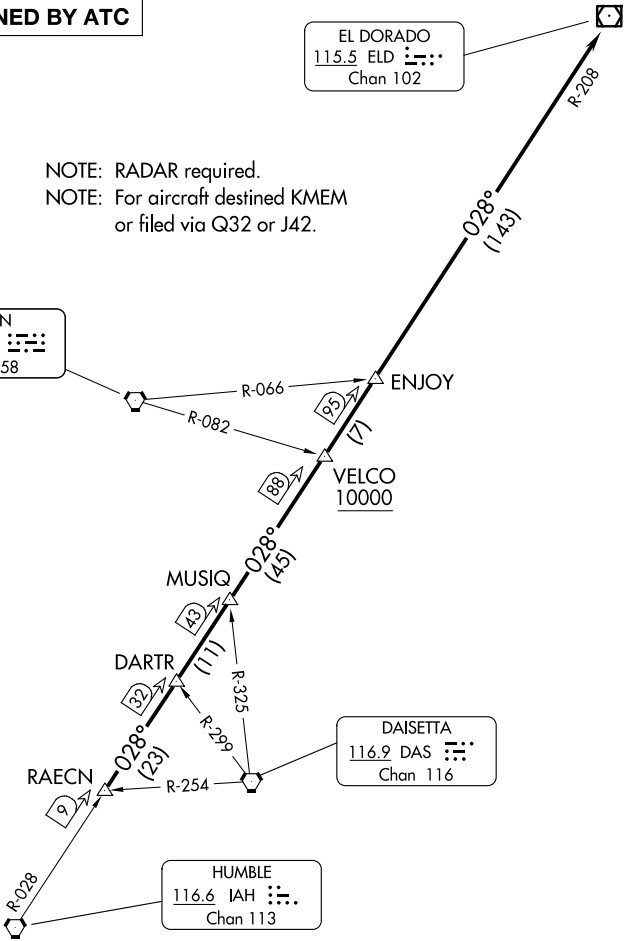 NED BY ATC
EL DORADO
115.5 ELD
Chan 102
R-208
NOTE: RADAR required.
NOTE: For aircraft destined KMEM
or filed via Q32 or J42.
028°
(143)
N
58
R-066
ENJOY
95
(7)
R-082
VELCO
10000
88
028°
(45)
MUSIQ
43
(11)
DARTR
R-325
32
R-299
028°
(23)
DAISETTA
116.9 DAS
Chan 116
RAECN
R-254
9
R-028
HUMBLE
116.6 IAH
Chan 113